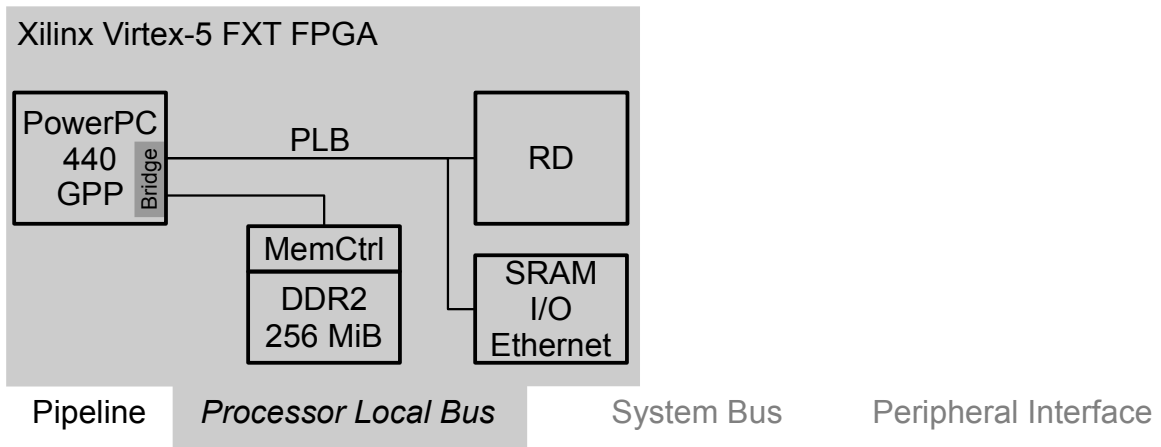 Xilinx Virtex-5 FXT FPGA
PowerPC
440
GPP
Bridge
PLB
RD
MemCtrl
DDR2
256 MiB
SRAM
I/O
Ethernet
Pipeline Processor Local Bus System Bus Peripheral Interface